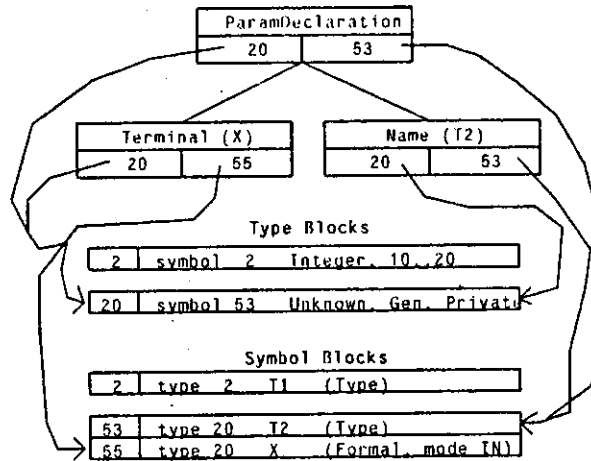 ParamDeclaration
20 53
Terminal (X) Name (T2)
20 55 20 53
Type Blocks
2 symbol 2 Integer, 10..20
20 symbol 53 Unknown, Gen. Private
Symbol Blocks
2 type 2 T1 (Type)
53 type 20 T2 (Type)
55 type 20 X (Formal, mode IN)